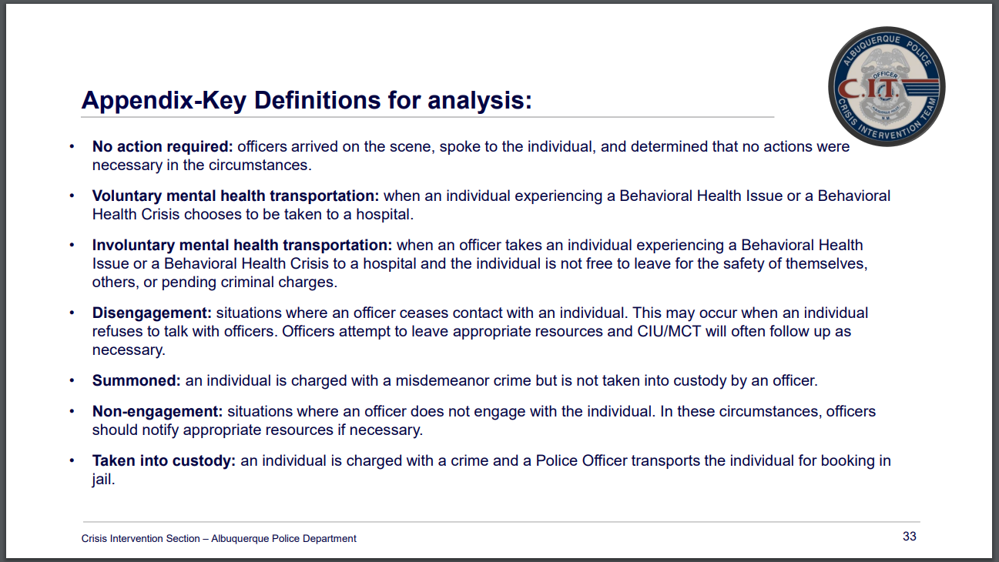 ALBUQUERQUE POLICE
OFFICER
C.I.T.
CRISIS INTERVENTION TEAM
Appendix-Key Definitions for analysis:
• No action required: officers arrived on the scene, spoke to the individual, and determined that no actions were
necessary in the circumstances.
• Voluntary mental health transportation: when an individual experiencing a Behavioral Health Issue or a Behavioral
Health Crisis chooses to be taken to a hospital.
• Involuntary mental health transportation: when an officer takes an individual experiencing a Behavioral Health
Issue or a Behavioral Health Crisis to a hospital and the individual is not free to leave for the safety of themselves,
others, or pending criminal charges.
• Disengagement: situations where an officer ceases contact with an individual. This may occur when an individual
refuses to talk with officers. Officers attempt to leave appropriate resources and CIU/MCT will often follow up as
necessary.
• Summoned: an individual is charged with a misdemeanor crime but is not taken into custody by an officer.
• Non-engagement: situations where an officer does not engage with the individual. In these circumstances, officers
should notify appropriate resources if necessary.
• Taken into custody: an individual is charged with a crime and a Police Officer transports the individual for booking in
jail.
Crisis Intervention Section – Albuquerque Police Department
33